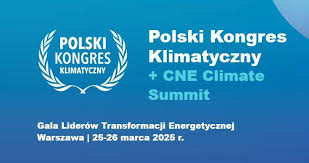 POLSKI
KONGRES
KLIMATYCZNY
Polski Kongres
Klimatyczny
+ CNE Climate
Summit
Gala Liderów Transformacji Energetycznej
Warszawa | 25-26 marca 2025 r.